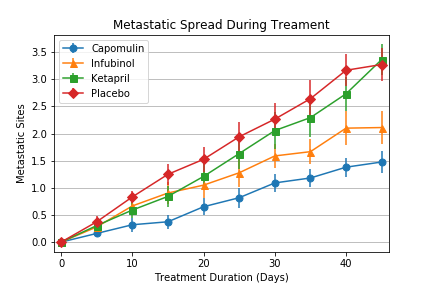 Metastatic Spread During Treament
Capomulin
Infubinol
Ketapril
Placebo
Metastatic Sites
3.5
3.0
2.5
2.0
1.5
1.0
0.5
0.0
0 10 20 30 40
Treatment Duration (Days)